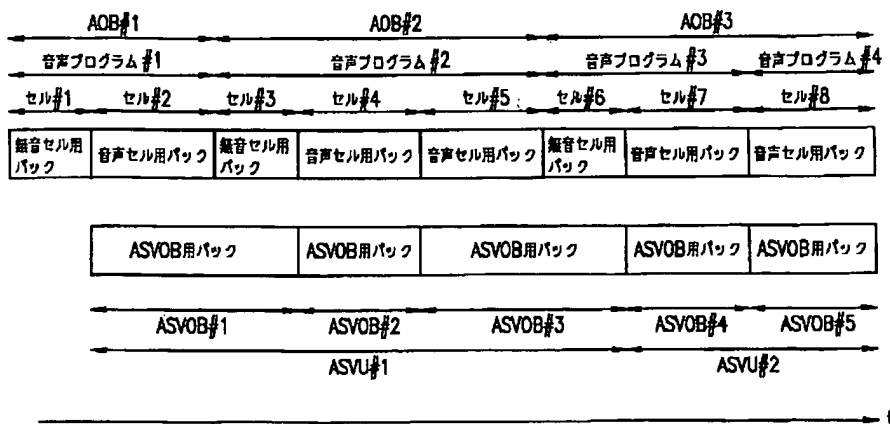 AOB#1 AOB#2 AOB#3
音声プログラム#1 音声プログラム#2 音声プログラム#3 音声プログラム#4
セル#1 セル#2 セル#3 セル#4 セル#5 セル#6 セル#7 セル#8
無音セル用パック 音声セル用パック 無音セル用パック 音声セル用パック 音声セル用パック 無音セル用パック 音声セル用パック 音声セル用パック
ASVOB用パック ASVOB用パック ASVOB用パック ASVOB用パック ASVOB用パック
ASVOB#1 ASVOB#2 ASVOB#3 ASVOB#4 ASVOB#5
ASVU#1 ASVU#2